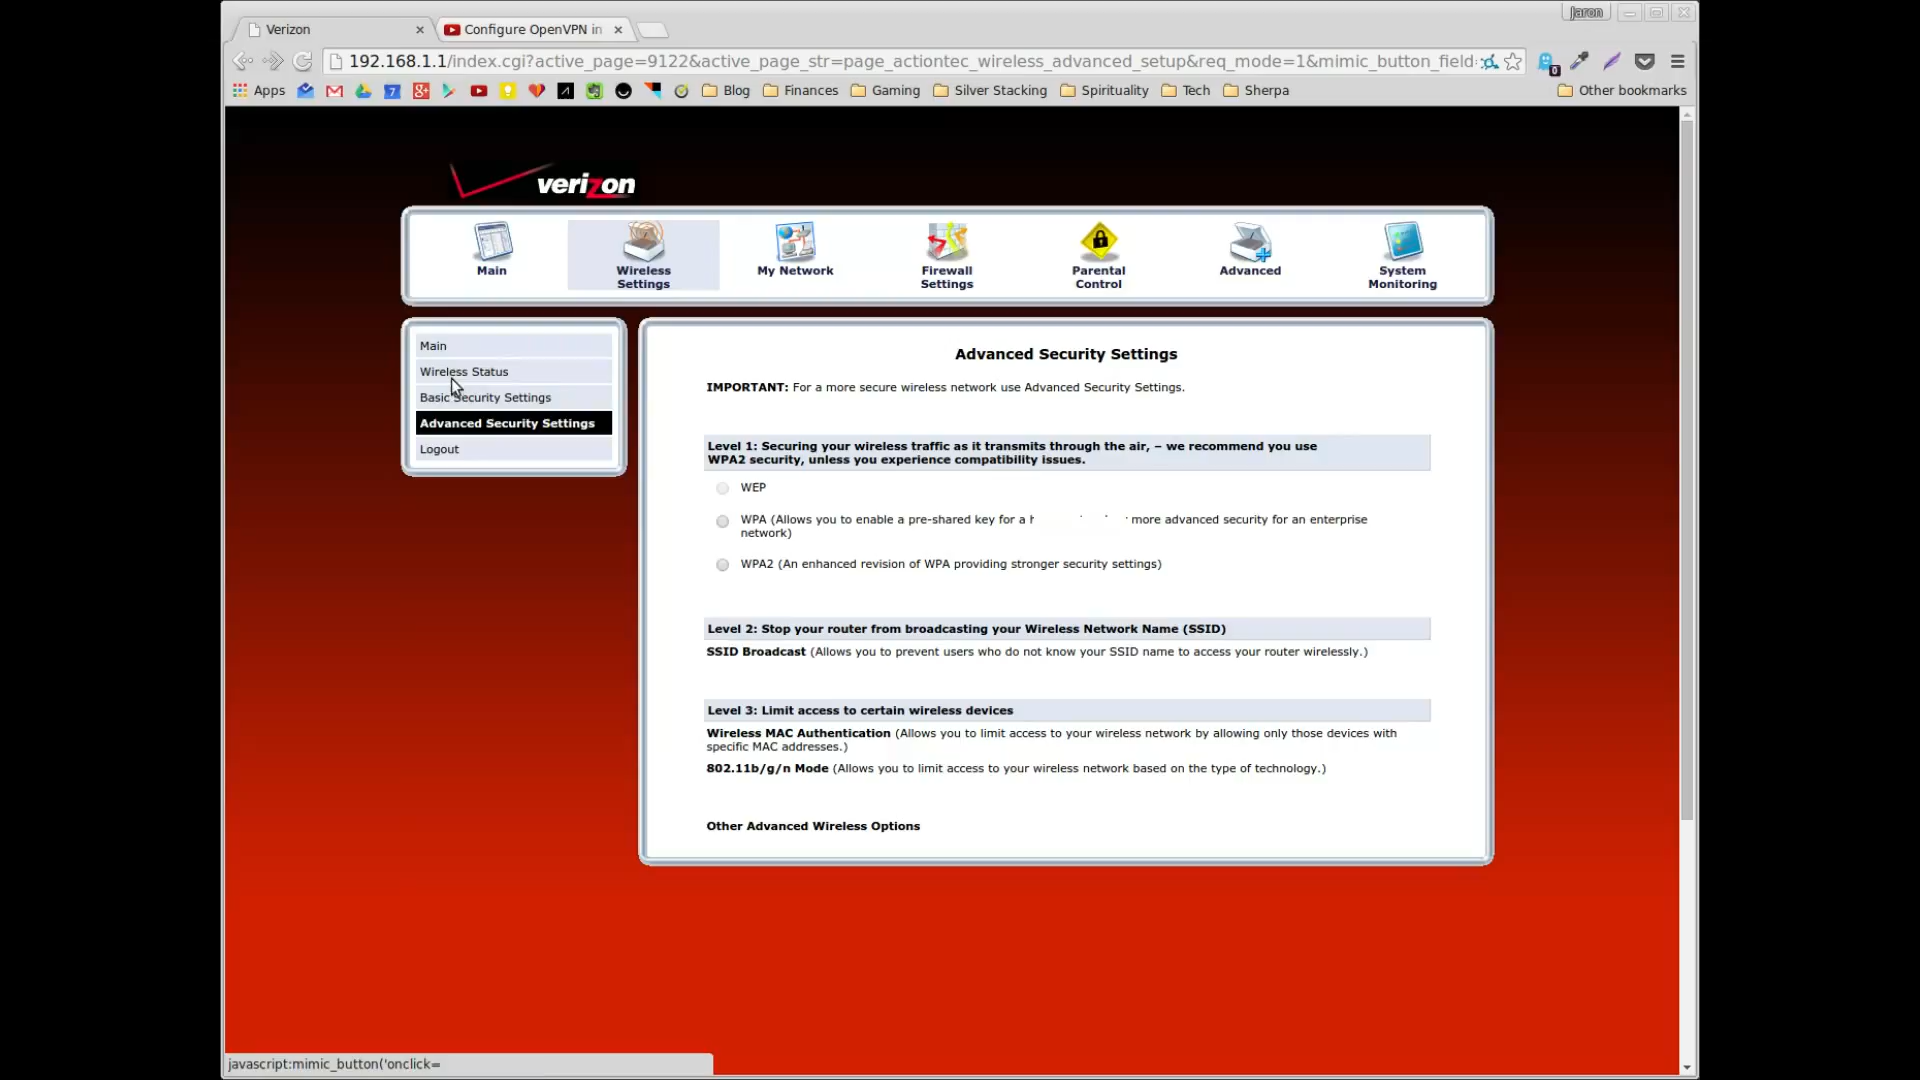 Jaron
Verizon
Configure OpenVPN in
192.168.1.1/index.cgi?active_page=9122&active_page_str=page_actiontec_wireless_advanced_setup&req_mode=1&mimic_button_field
0
Apps
7
g+
Blog
Finances
Gaming
Silver Stacking
Spirituality
Tech
Sherpa
Other bookmarks
verizon
Main
Wireless
Settings
My Network
Firewall
Settings
Parental
Control
Advanced
System
Monitoring
Main
Wireless Status
Basic Security Settings
Advanced Security Settings
Logout
Advanced Security Settings
IMPORTANT: For a more secure wireless network use Advanced Security Settings.
Level 1: Securing your wireless traffic as it transmits through the air, – we recommend you use
WPA2 security, unless you experience compatibility issues.
WEP
WPA (Allows you to enable a pre-shared key for a more advanced security for an enterprise
network)
WPA2 (An enhanced revision of WPA providing stronger security settings)
Level 2: Stop your router from broadcasting your Wireless Network Name (SSID)
SSID Broadcast (Allows you to prevent users who do not know your SSID name to access your router wirelessly.)
Level 3: Limit access to certain wireless devices
Wireless MAC Authentication (Allows you to limit access to your wireless network by allowing only those devices with
specific MAC addresses.)
802.11b/g/n Mode (Allows you to limit access to your wireless network based on the type of technology.)
Other Advanced Wireless Options
javascript:mimic_button('onclick=